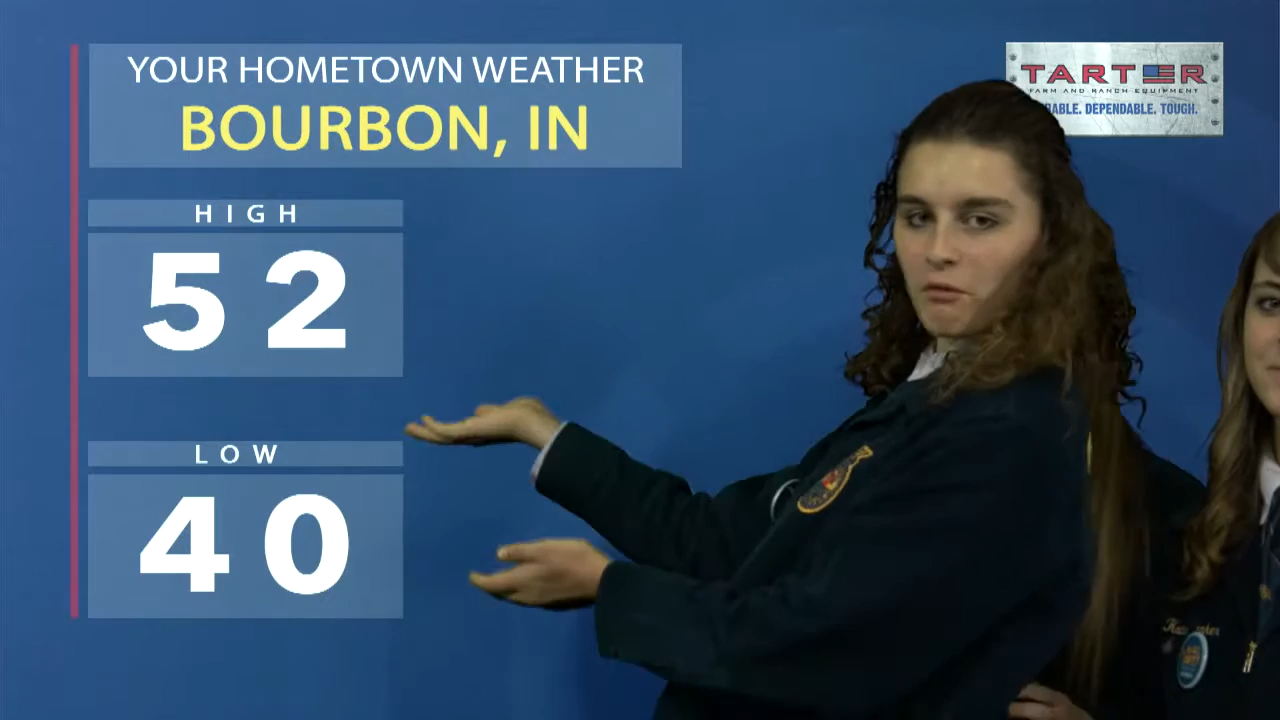 YOUR HOMETOWN WEATHER
BOURBON, IN
HIGH
52
LOW
40
TARTER
FARM AND RANCH EQUIPMENT
DEPENDABLE. TOUGH.